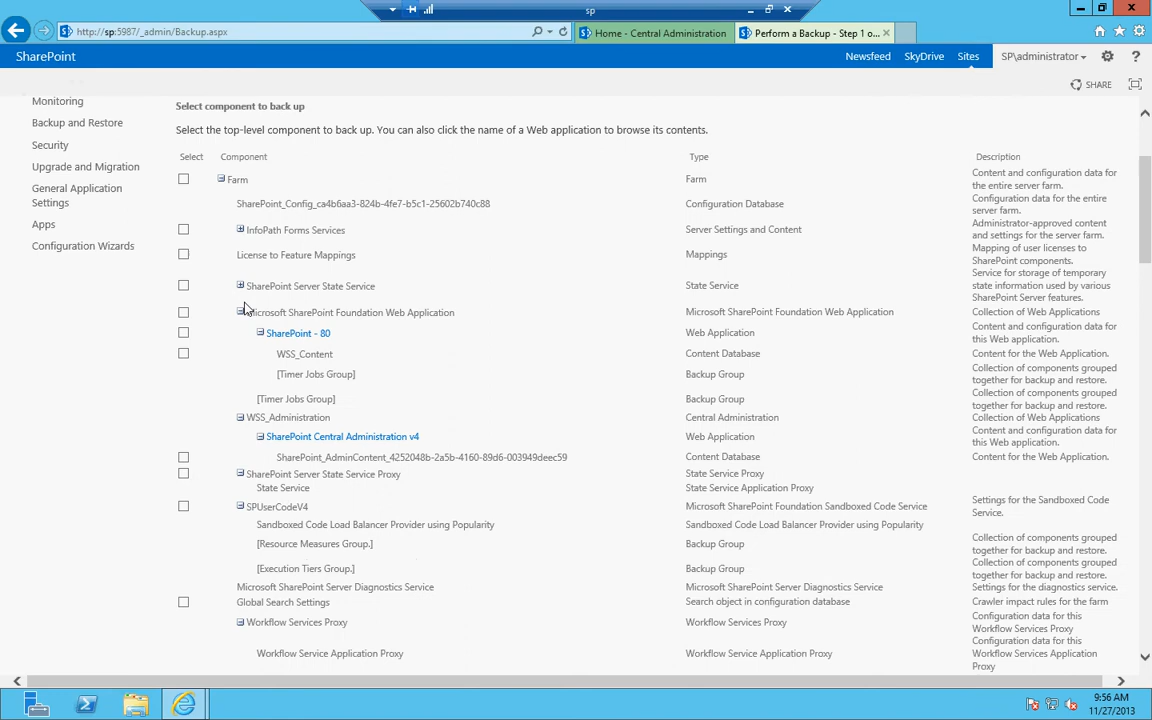 sp
http://sp:5987/_admin/Backup.aspx
Home - Central Administration
Perform a Backup - Step 1 o...
SharePoint
Newsfeed SkyDrive Sites SP\administrator ?
SHARE
Monitoring
Backup and Restore
Security
Upgrade and Migration
General Application
Settings
Apps
Configuration Wizards
Select component to back up
Select the top-level component to back up. You can also click the name of a Web application to browse its contents.
Select Component Type Description
Farm Farm Content and configuration data for
the entire server farm.
SharePoint_Config_ca4b6aa3-824b-4fe7-b5c1-25602b740c88 Configuration Database Configuration data for the entire
server farm.
InfoPath Forms Services Server Settings and Content Administrator-approved content
and settings for the server farm.
License to Feature Mappings Mappings Mapping of user licenses to
SharePoint components.
SharePoint Server State Service State Service Service for storage of temporary
state information used by various
SharePoint Server features.
Microsoft SharePoint Foundation Web Application Microsoft SharePoint Foundation Web Application Collection of Web Applications
SharePoint - 80 Web Application Content and configuration data for
this Web application.
WSS_Content Content Database Content for the Web Application.
[Timer Jobs Group] Backup Group Collection of components grouped
together for backup and restore.
[Timer Jobs Group] Backup Group Collection of components grouped
together for backup and restore.
WSS_Administration Central Administration Collection of Web Applications
SharePoint Central Administration v4 Web Application Content and configuration data for
this Web application.
SharePoint_AdminContent_4252048b-2a5b-4160-89d6-003949deec59 Content Database Content for the Web Application.
SharePoint Server State Service Proxy State Service Proxy
State Service State Service Application Proxy
SPUserCodeV4 Microsoft SharePoint Foundation Sandboxed Code Service Settings for the Sandboxed Code
Service.
Sandboxed Code Load Balancer Provider using Popularity Sandboxed Code Load Balancer Provider using Popularity
[Resource Measures Group.] Backup Group Collection of components grouped
together for backup and restore.
[Execution Tiers Group.] Backup Group Collection of components grouped
together for backup and restore.
Microsoft SharePoint Server Diagnostics Service Microsoft SharePoint Server Diagnostics Service Settings for the diagnostics service.
Global Search Settings Search object in configuration database Crawler impact rules for the farm
Workflow Services Proxy Workflow Services Proxy Configuration data for this
Workflow Services Proxy
Workflow Service Application Proxy Workflow Service Application Proxy Configuration data for this
Workflow Services Application
Proxy
9:56 AM
11/27/2013